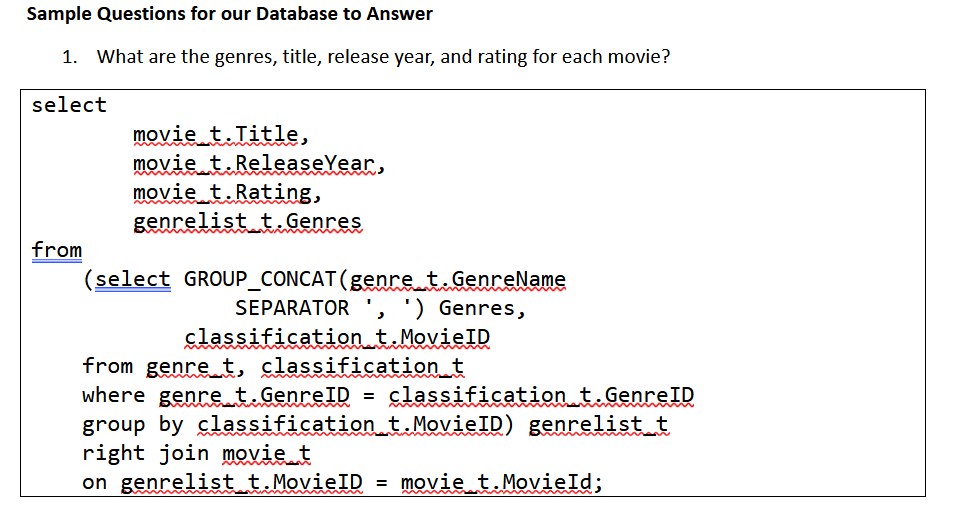 Sample Questions for our Database to Answer
1. What are the genres, title, release year, and rating for each movie?
select
movie_t.Title,
movie_t.ReleaseYear,
movie_t.Rating,
genrelist_t.Genres
from
(select GROUP_CONCAT(genre_t.GenreName
SEPARATOR ', ') Genres,
classification_t.MovieID
from genre_t, classification_t
where genre_t.GenreID = classification_t.GenreID
group by classification_t.MovieID) genrelist_t
right join movie_t
on genrelist_t.MovieID = movie_t.MovieId;